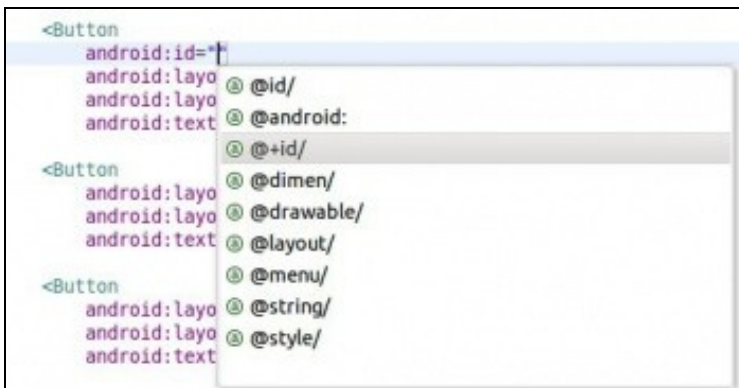 <Button
android:id=""
android:layo
android:layo
android:text
@id/
@android:
@+id/
@dimen/
@drawable/
@layout/
@menu/
@string/
@style/
<Button
android:layo
android:layo
android:text
<Button
android:layo
android:layo
android:text